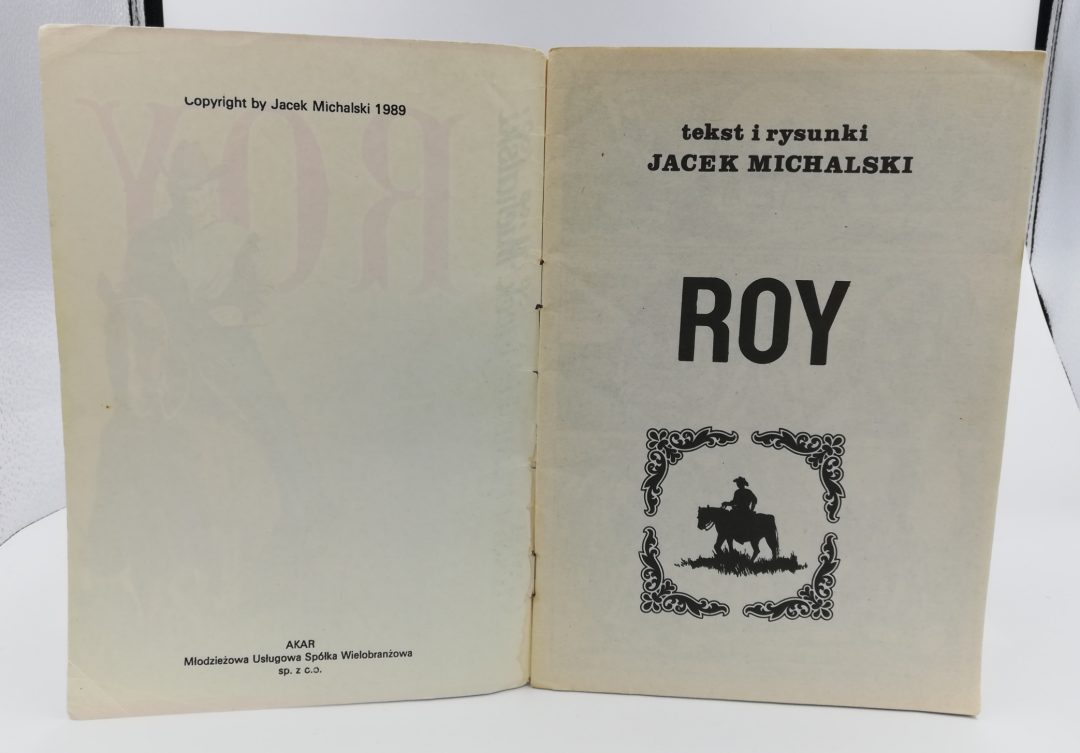 Copyright by Jacek Michalski 1989
AKAR
Młodzieżowa Usługowa Spółka Wielobranżowa
sp. z o.o.
tekst i rysunki
JACEK MICHALSKI
ROY